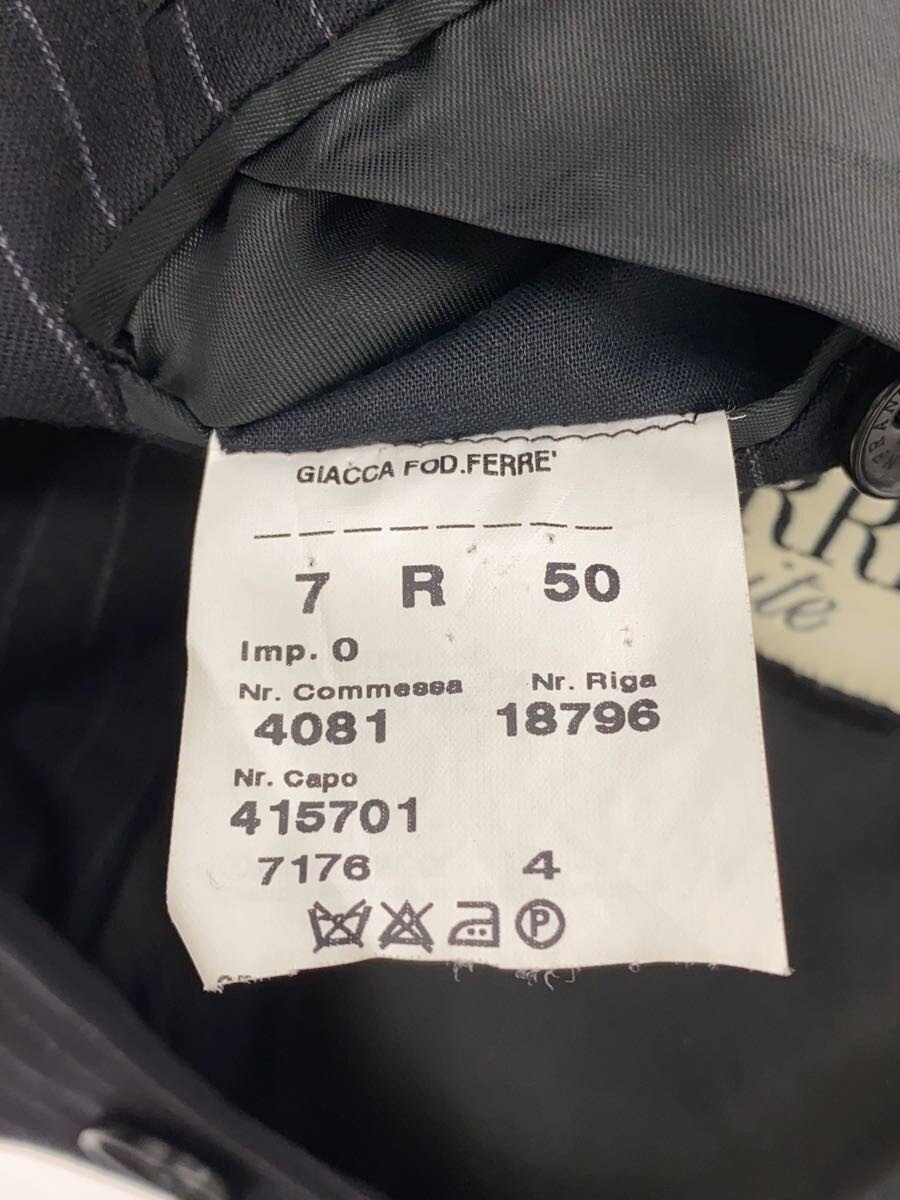 GIACCA FOD.FERRE'
7 R 50
Imp. 0
Nr. Commessa Nr. Riga
4081 18796
Nr. Capo
415701
7176 4
P